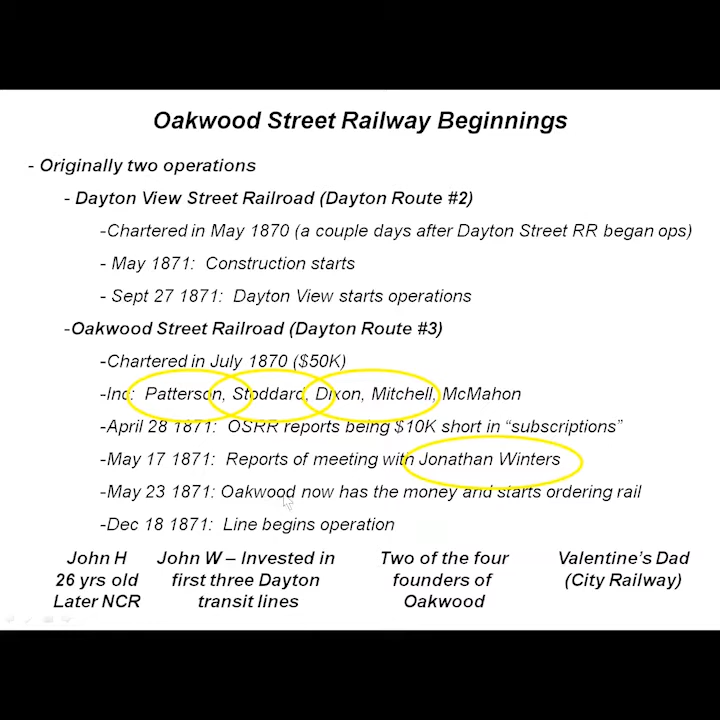 Oakwood Street Railway Beginnings
- Originally two operations
- Dayton View Street Railroad (Dayton Route #2)
-Chartered in May 1870 (a couple days after Dayton Street RR began ops)
- May 1871: Construction starts
- Sept 27 1871: Dayton View starts operations
-Oakwood Street Railroad (Dayton Route #3)
-Chartered in July 1870 ($50K)
-Inc: Patterson, Stoddard, Dixon, Mitchell, McMahon
-April 28 1871: OSRR reports being $10K short in “subscriptions”
-May 17 1871: Reports of meeting with Jonathan Winters
-May 23 1871: Oakwood now has the money and starts ordering rail
-Dec 18 1871: Line begins operation
John H
26 yrs old
Later NCR
John W – Invested in
first three Dayton
transit lines
Two of the four
founders of
Oakwood
Valentine’s Dad
(City Railway)